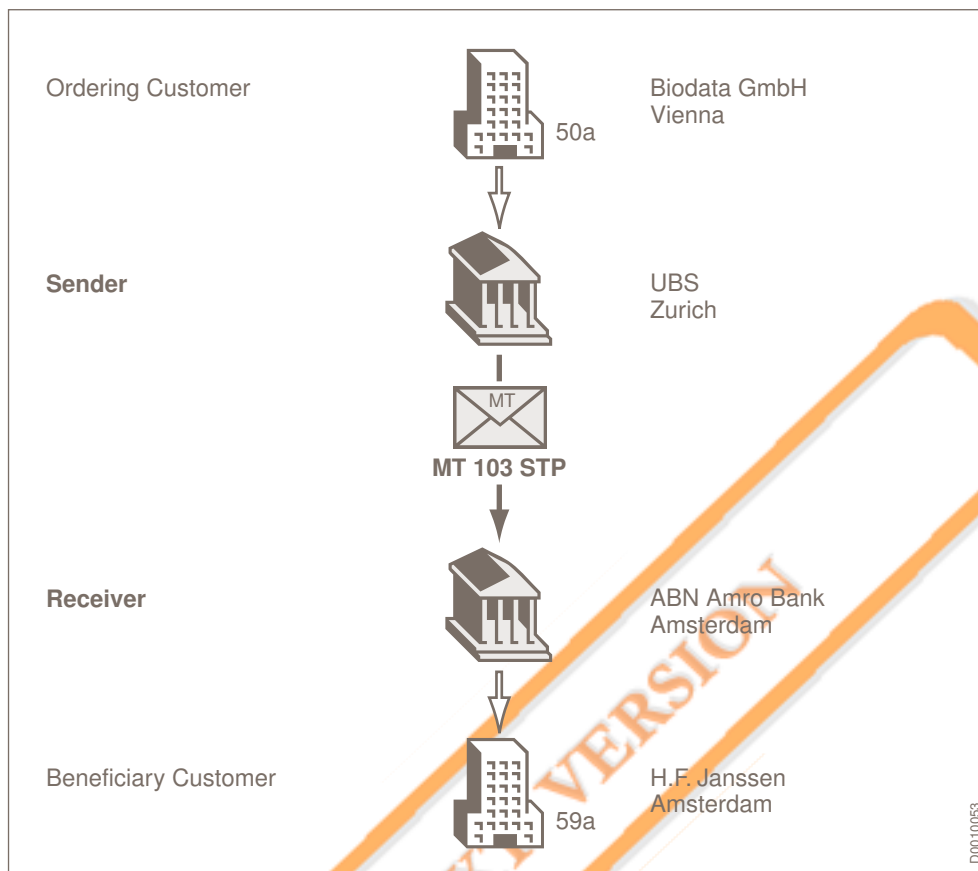 Ordering Customer
50a
Biodata GmbH
Vienna
Sender
UBS
Zurich
MT
MT 103 STP
Receiver
ABN Amro Bank
Amsterdam
Beneficiary Customer
59a
H.F. Janssen
Amsterdam
VERSION
D0010053